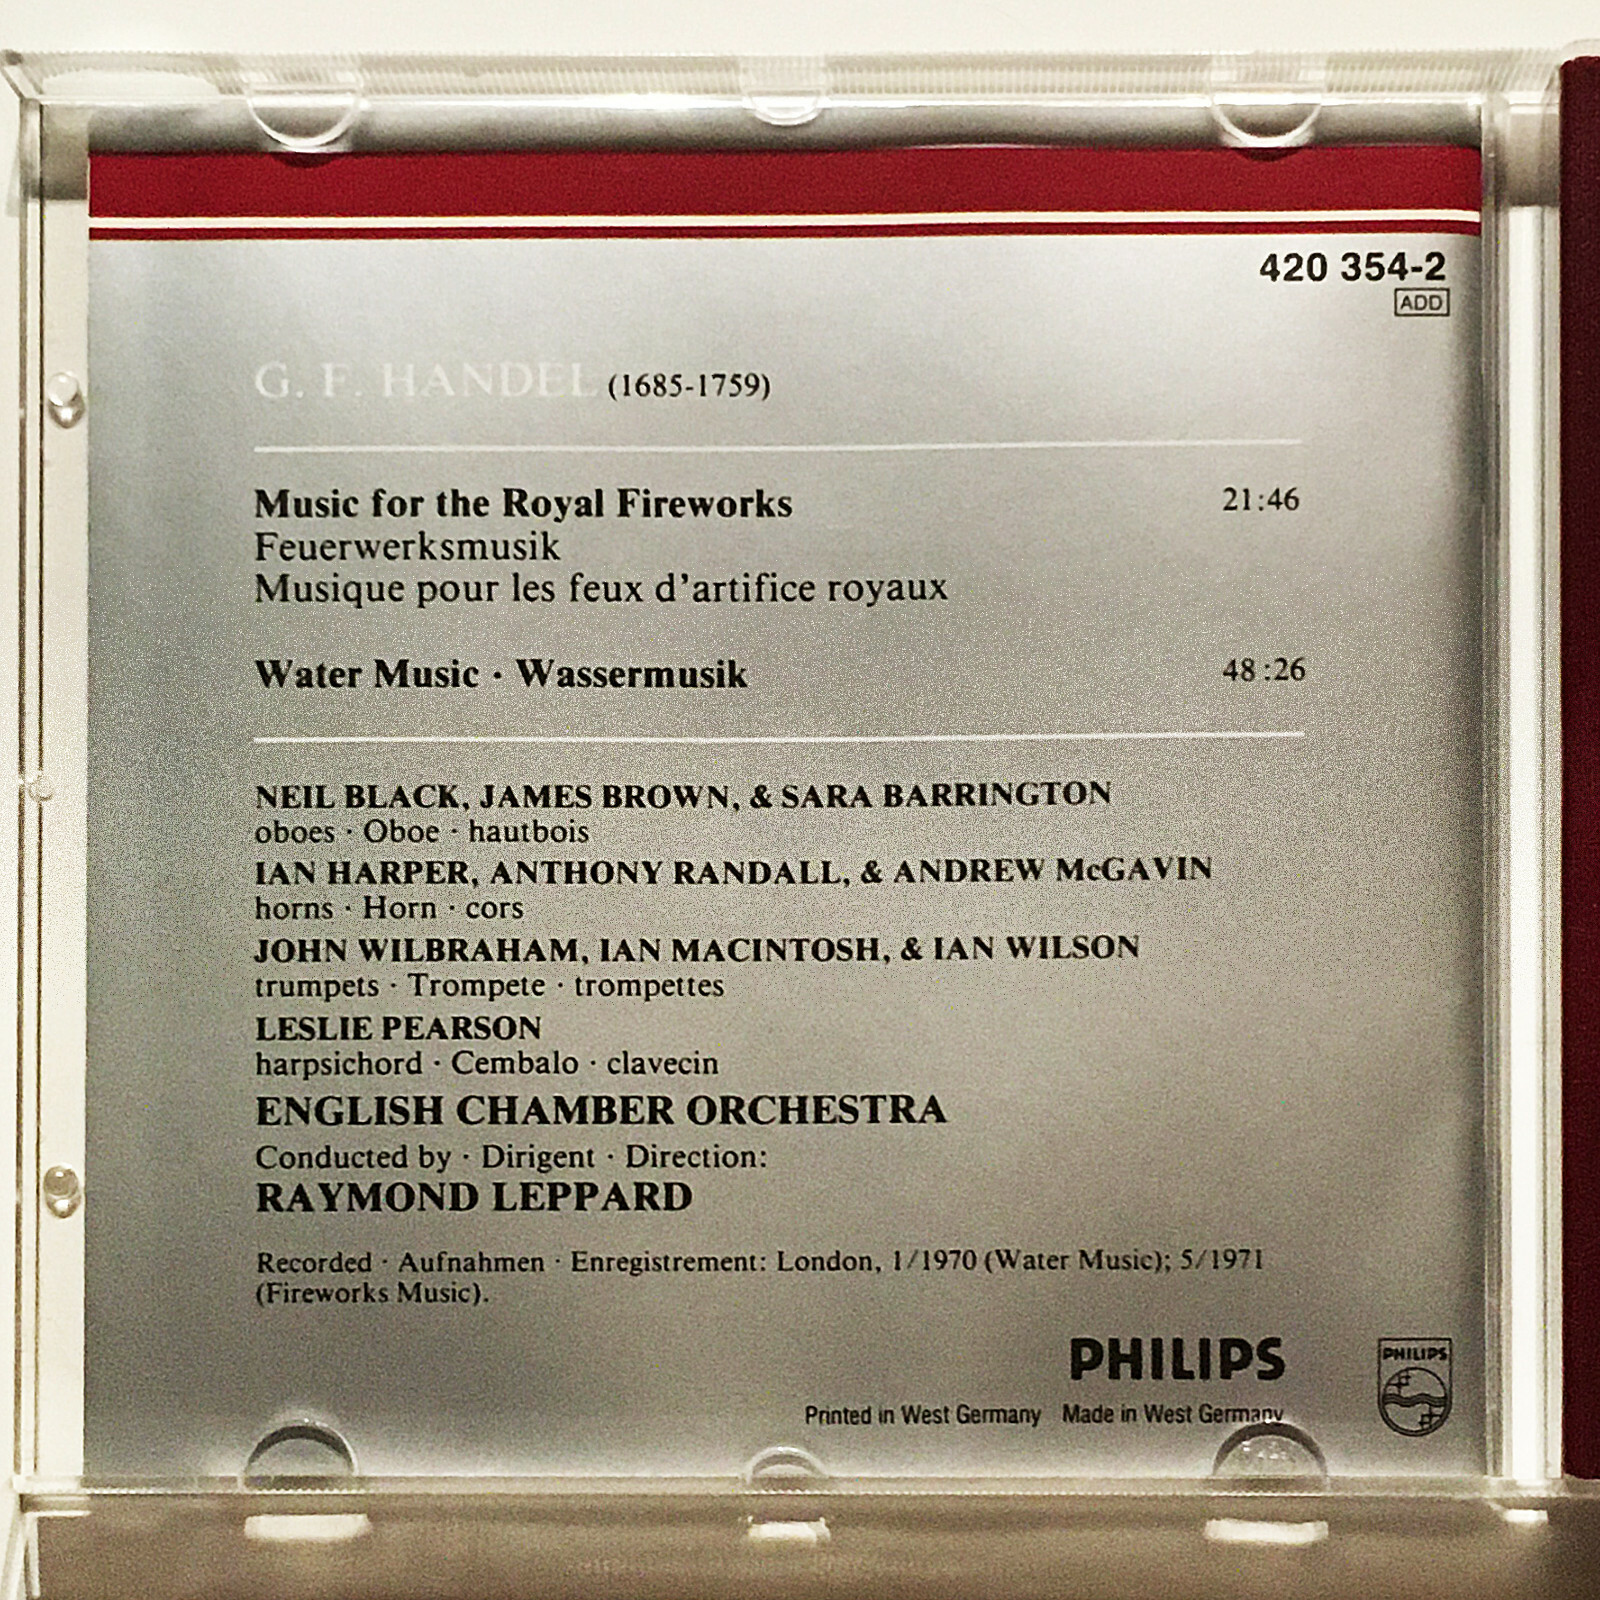 420 354-2
ADD
G. F. HANDEL (1685-1759)
Music for the Royal Fireworks 21:46
Feuerwerksmusik
Musique pour les feux d’artifice royaux
Water Music · Wassermusik 48:26
NEIL BLACK, JAMES BROWN, & SARA BARRINGTON
oboes · Oboe · hautbois
IAN HARPER, ANTHONY RANDALL, & ANDREW McGAVIN
horns · Horn · cors
JOHN WILBRAHAM, IAN MACINTOSH, & IAN WILSON
trumpets · Trompete · trompettes
LESLIE PEARSON
harpsichord · Cembalo · clavecin
ENGLISH CHAMBER ORCHESTRA
Conducted by · Dirigent · Direction:
RAYMOND LEPPARD
Recorded · Aufnahmen · Enregistrement: London, 1/1970 (Water Music); 5/1971
(Fireworks Music).
PHILIPS
PHILIPS
Printed in West Germany Made in West Germany